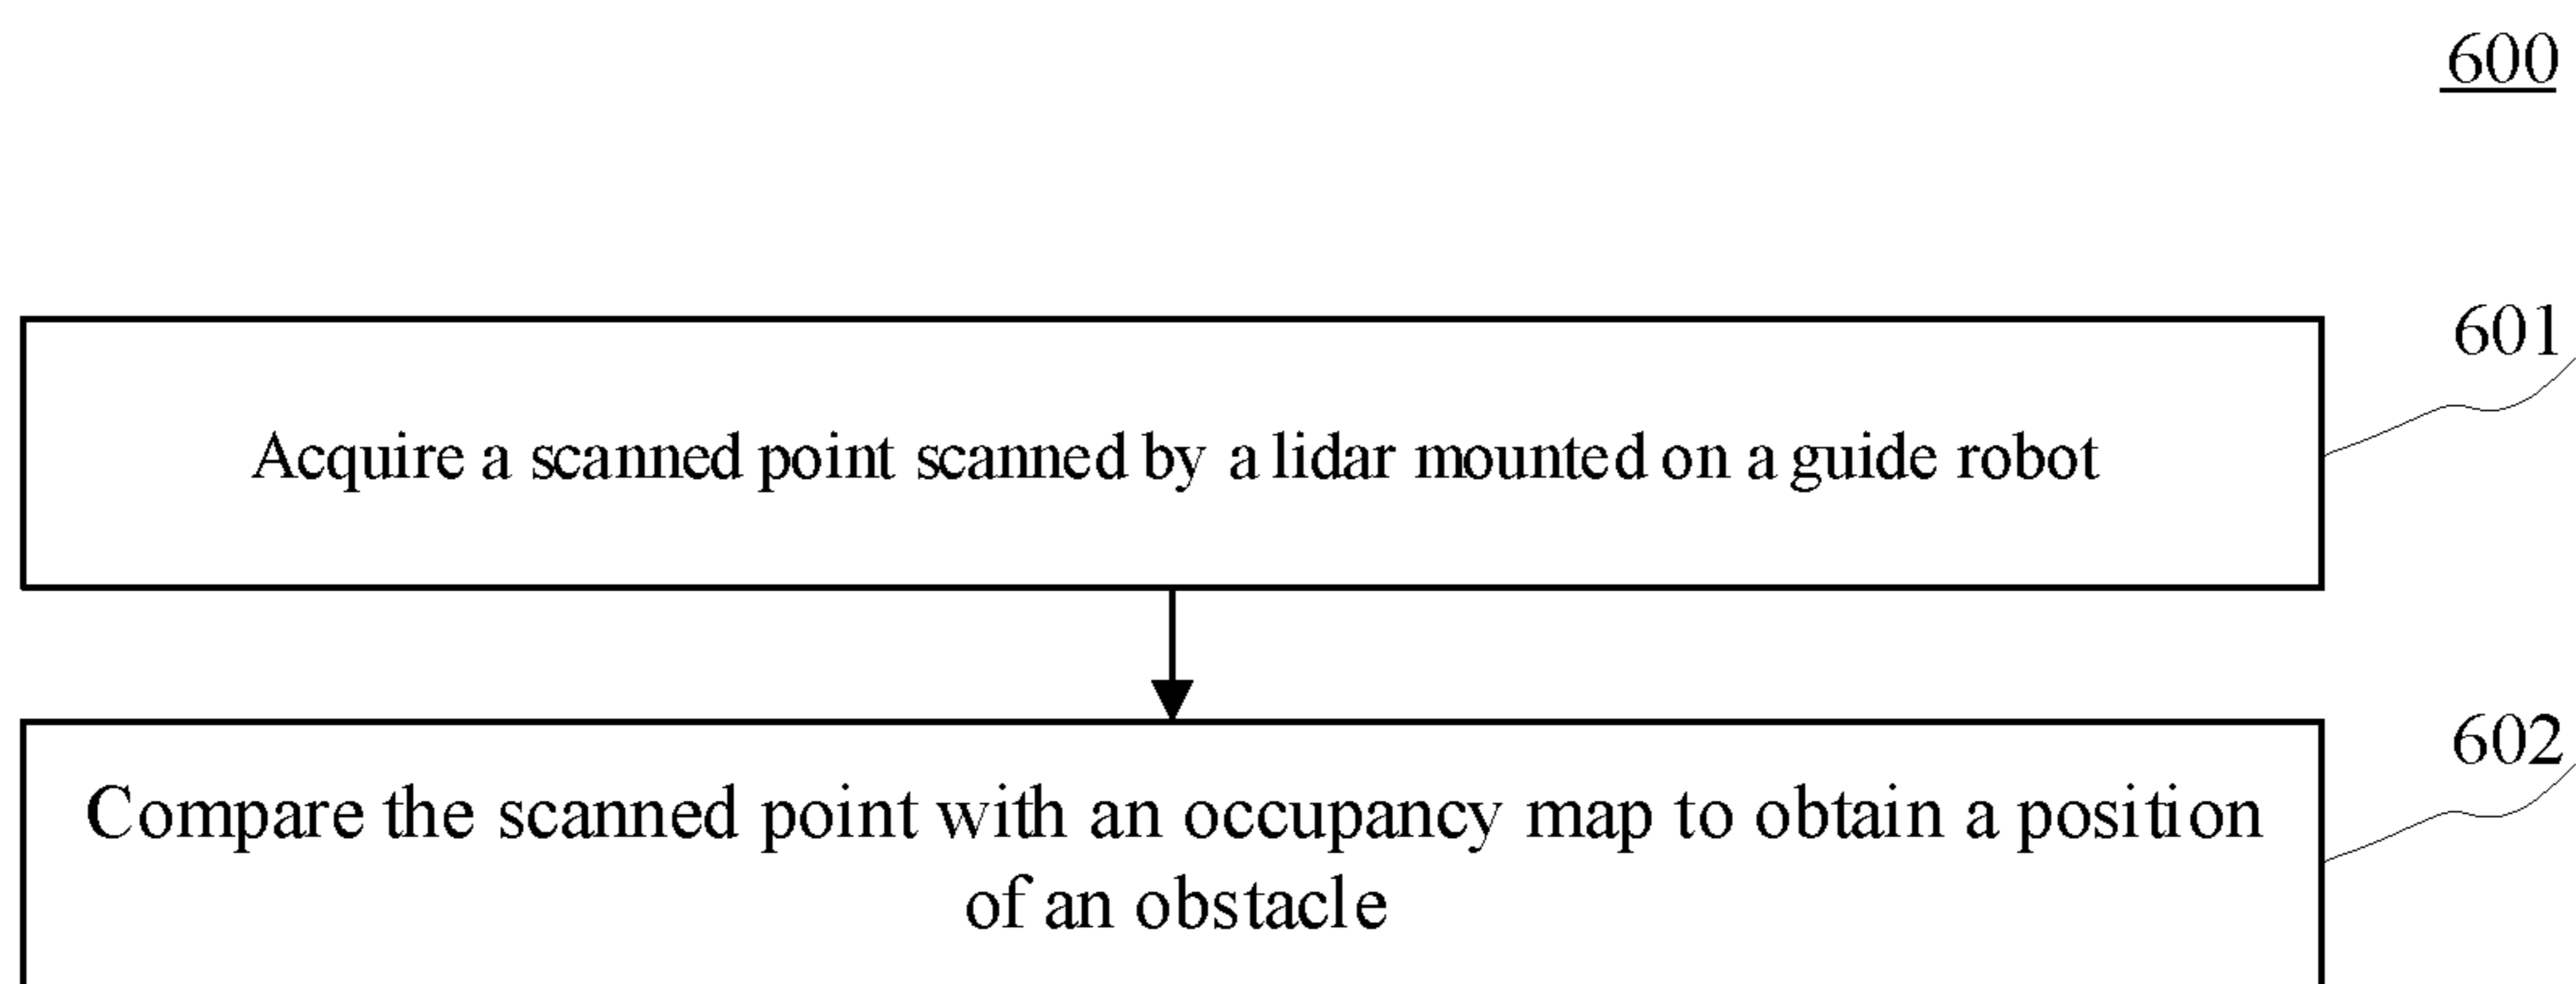 600
601
Acquire a scanned point scanned by a lidar mounted on a guide robot
602
Compare the scanned point with an occupancy map to obtain a position
of an obstacle